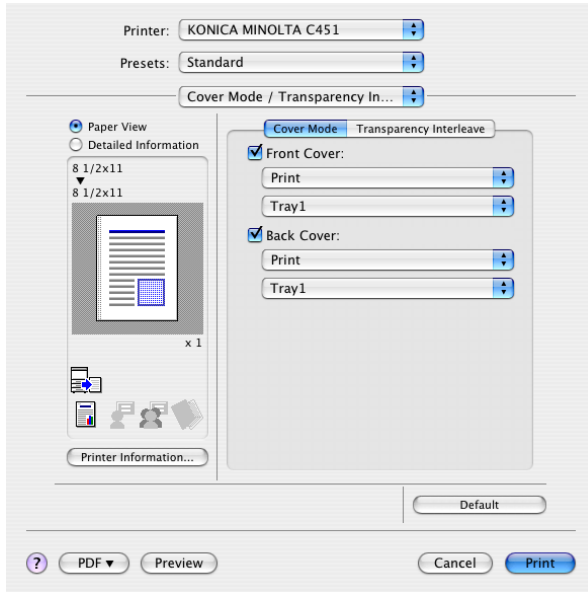 Printer: KONICA MINOLTA C451
Presets: Standard
Cover Mode / Transparency In...
Paper View
Detailed Information
8 1/2x11
8 1/2x11
x 1
Printer Information...
Cover Mode Transparency Interleave
Front Cover:
Print
Tray1
Back Cover:
Print
Tray1
Default
? PDF ▼ Preview Cancel Print